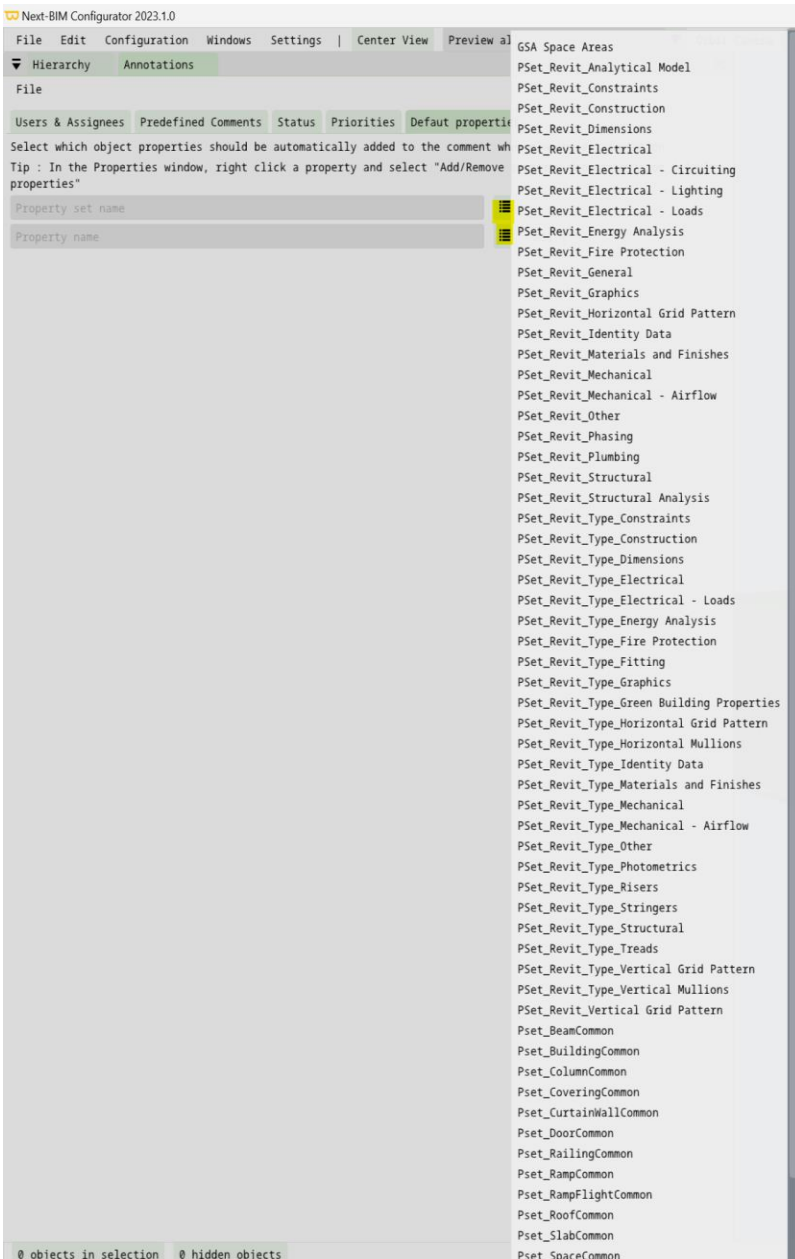 Next-BIM Configurator 2023.1.0
File Edit Configuration Windows Settings | Center View Preview al
Hierarchy Annotations
File
Users & Assignees Predefined Comments Status Priorities Defaut propertie
Select which object properties should be automatically added to the comment wh
Tip : In the Properties window, right click a property and select "Add/Remove
properties"
Property set name
Property name
GSA Space Areas
PSet_Revit_Analytical Model
PSet_Revit_Constraints
PSet_Revit_Construction
PSet_Revit_Dimensions
PSet_Revit_Electrical
PSet_Revit_Electrical - Circuiting
PSet_Revit_Electrical - Lighting
PSet_Revit_Electrical - Loads
PSet_Revit_Energy Analysis
PSet_Revit_Fire Protection
PSet_Revit_General
PSet_Revit_Graphics
PSet_Revit_Horizontal Grid Pattern
PSet_Revit_Identity Data
PSet_Revit_Materials and Finishes
PSet_Revit_Mechanical
PSet_Revit_Mechanical - Airflow
PSet_Revit_Other
PSet_Revit_Phasing
PSet_Revit_Plumbing
PSet_Revit_Structural
PSet_Revit_Structural Analysis
PSet_Revit_Type_Constraints
PSet_Revit_Type_Construction
PSet_Revit_Type_Dimensions
PSet_Revit_Type_Electrical
PSet_Revit_Type_Electrical - Loads
PSet_Revit_Type_Energy Analysis
PSet_Revit_Type_Fire Protection
PSet_Revit_Type_Fitting
PSet_Revit_Type_Graphics
PSet_Revit_Type_Green Building Properties
PSet_Revit_Type_Horizontal Grid Pattern
PSet_Revit_Type_Horizontal Mullions
PSet_Revit_Type_Identity Data
PSet_Revit_Type_Materials and Finishes
PSet_Revit_Type_Mechanical
PSet_Revit_Type_Mechanical - Airflow
PSet_Revit_Type_Other
PSet_Revit_Type_Photometrics
PSet_Revit_Type_Risers
PSet_Revit_Type_Stringers
PSet_Revit_Type_Structural
PSet_Revit_Type_Treads
PSet_Revit_Type_Vertical Grid Pattern
PSet_Revit_Type_Vertical Mullions
PSet_Revit_Vertical Grid Pattern
Pset_BeamCommon
Pset_BuildingCommon
Pset_ColumnCommon
Pset_CoveringCommon
Pset_CurtainWallCommon
Pset_DoorCommon
Pset_RailingCommon
Pset_RampCommon
Pset_RampFlightCommon
Pset_RoofCommon
Pset_SlabCommon
Pset_SpaceCommon
0 objects in selection 0 hidden objects